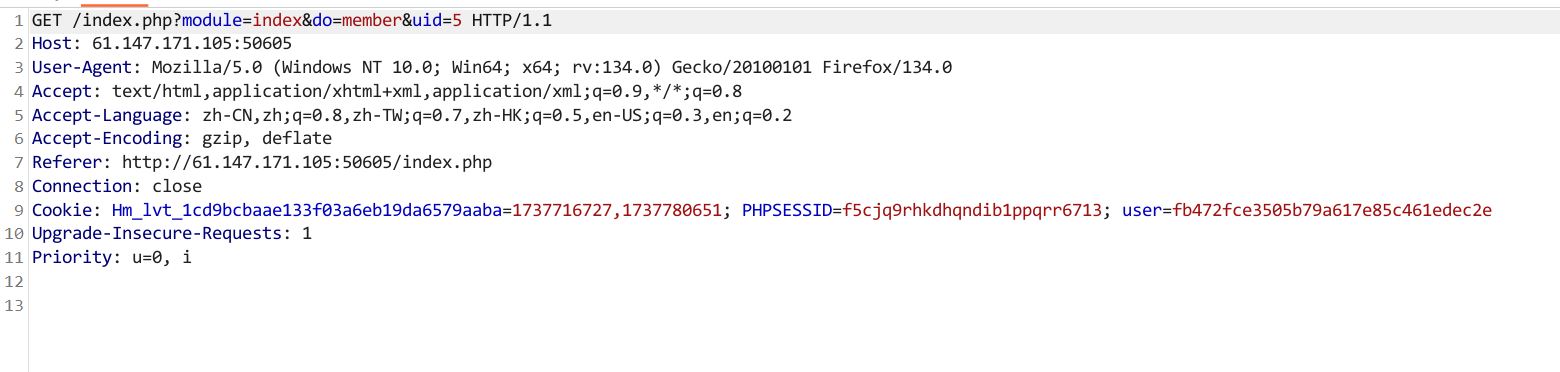 1 GET /index.php?module=index&do=member&uid=5 HTTP/1.1
2 Host: 61.147.171.105:50605
3 User-Agent: Mozilla/5.0 (Windows NT 10.0; Win64; x64; rv:134.0) Gecko/20100101 Firefox/134.0
4 Accept: text/html,application/xhtml+xml,application/xml;q=0.9,*/*;q=0.8
5 Accept-Language: zh-CN,zh;q=0.8,zh-TW;q=0.7,zh-HK;q=0.5,en-US;q=0.3,en;q=0.2
6 Accept-Encoding: gzip, deflate
7 Referer: http://61.147.171.105:50605/index.php
8 Connection: close
9 Cookie: Hm_lvt_1cd9bcbaae133f03a6eb19da6579aaba=1737716727,1737780651; PHPSESSID=f5cjq9rhkdhqndib1ppqrr6713; user=fb472fce3505b79a617e85c461edec2e
10 Upgrade-Insecure-Requests: 1
11 Priority: u=0, i
12
13